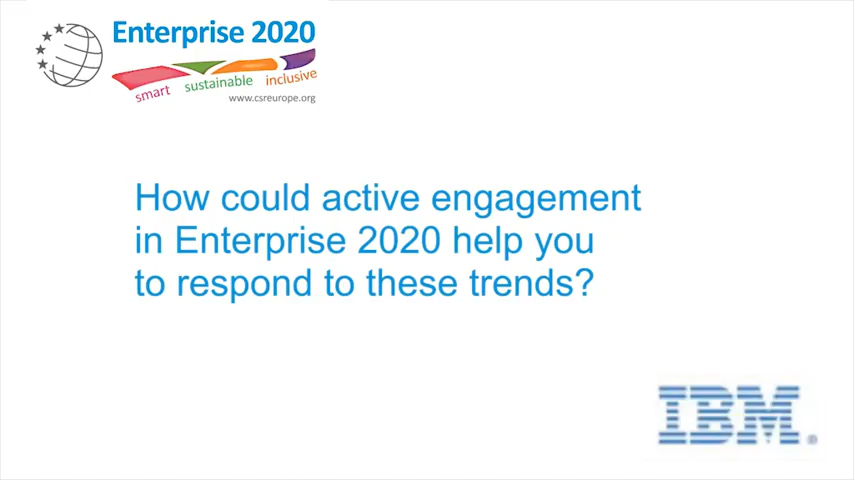 Enterprise 2020
smart sustainable inclusive
www.csreurope.org
How could active engagement
in Enterprise 2020 help you
to respond to these trends?
IBM®